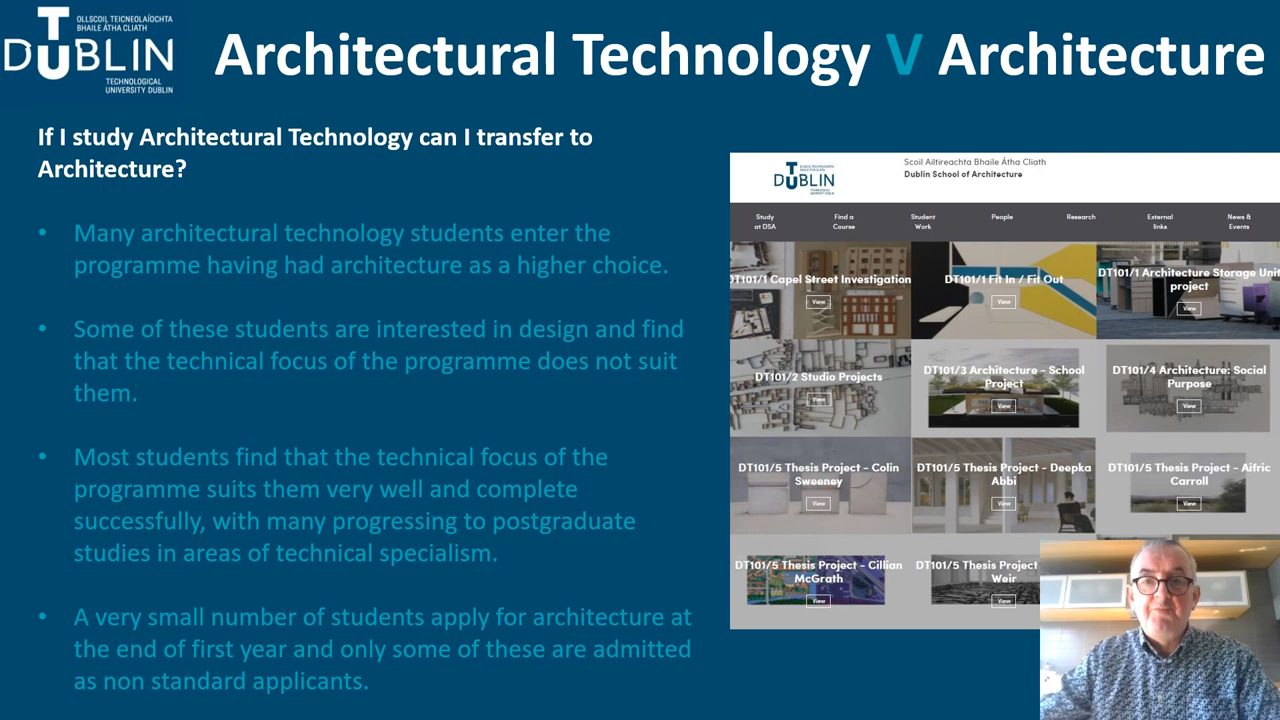 OLLSCOIL TEICNEOLAÍOCHTA
BHAILE ÁTHA CLIATH
TU DUBLIN
TECHNOLOGICAL
UNIVERSITY DUBLIN
Architectural Technology V Architecture
If I study Architectural Technology can I transfer to
Architecture?
• Many architectural technology students enter the
programme having had architecture as a higher choice.
• Some of these students are interested in design and find
that the technical focus of the programme does not suit
them.
• Most students find that the technical focus of the
programme suits them very well and complete
successfully, with many progressing to postgraduate
studies in areas of technical specialism.
• A very small number of students apply for architecture at
the end of first year and only some of these are admitted
as non standard applicants.
TU DUBLIN
Scoil Ailtireachta Bhaile Átha Cliath
Dublin School of Architecture
Study
at DSA
Find a
Course
Student
Work
People
Research
External
links
News &
Events
DT101/1 Capel Street Investigation
View
DT101/1 Fit In / Fit Out
View
DT101/1 Architecture Storage Unit
project
View
DT101/2 Studio Projects
View
DT101/3 Architecture - School
Project
View
DT101/4 Architecture: Social
Purpose
View
DT101/5 Thesis Project - Colin
Sweeney
View
DT101/5 Thesis Project - Deepka
Abbi
View
DT101/5 Thesis Project - Aifric
Carroll
View
DT101/5 Thesis Project - Cillian
McGrath
View
DT101/5 Thesis Project
Weir
View